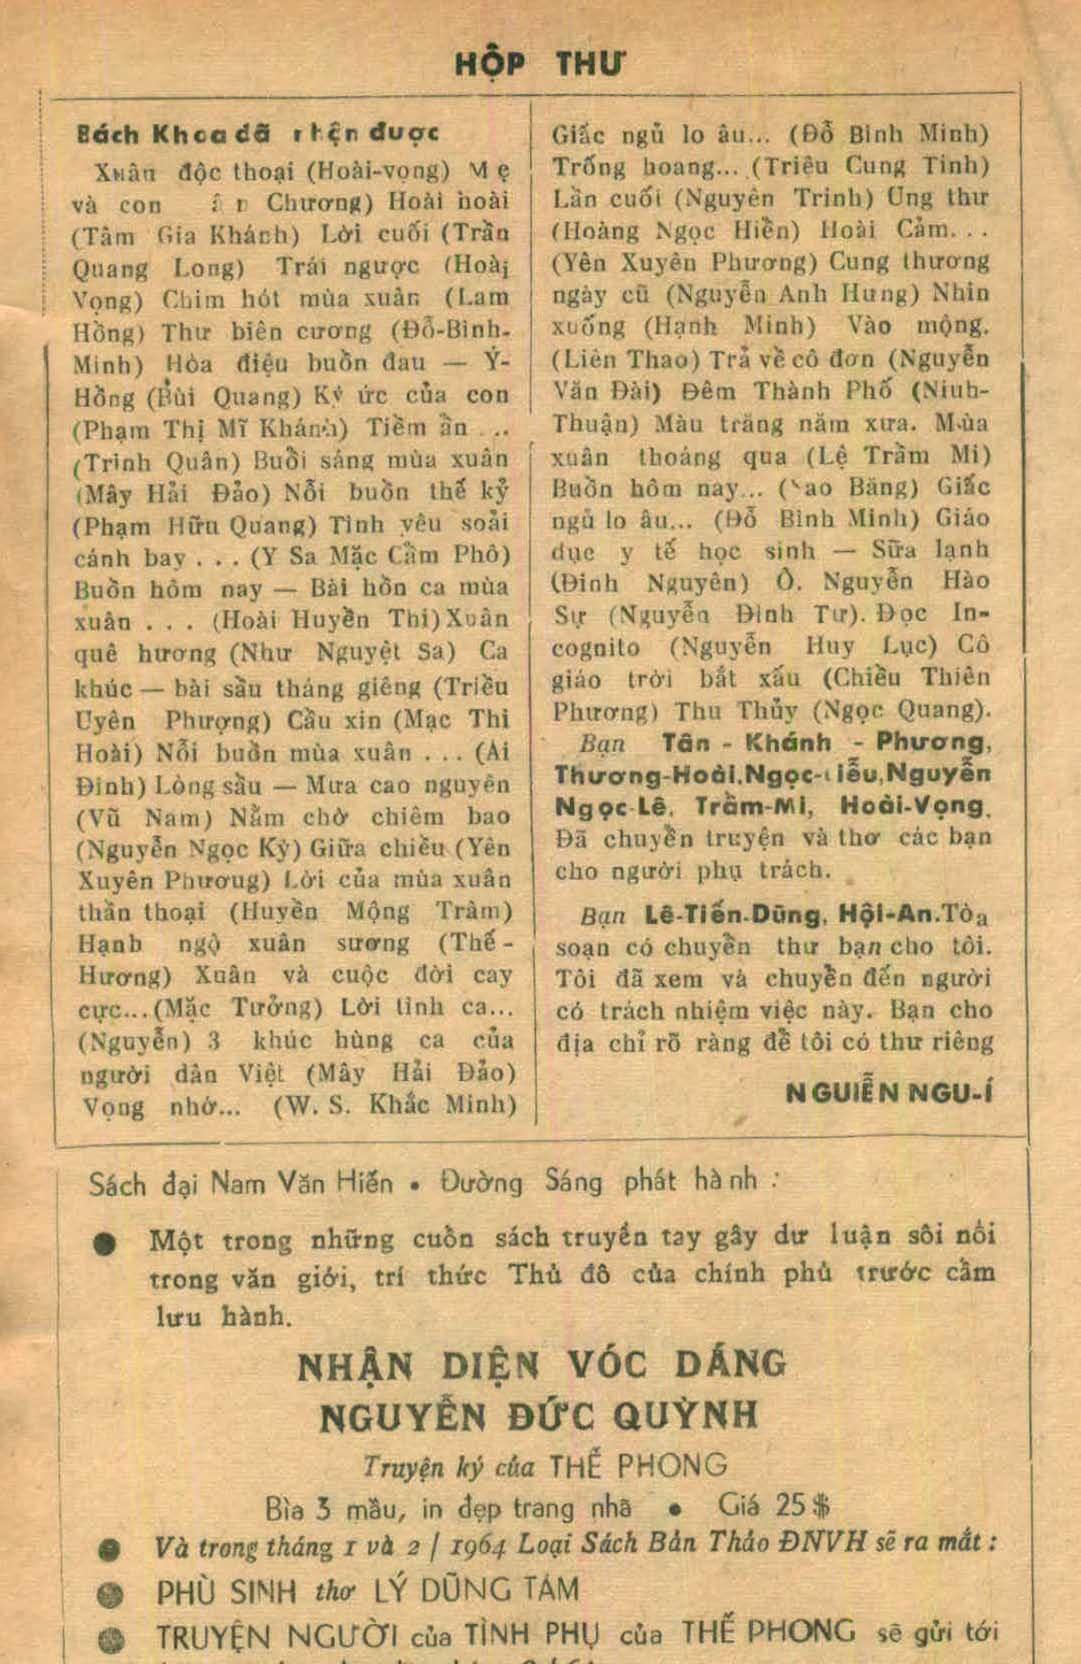 HỘP THƯ
Bách Khoa đã nhận được
Xuân độc thoại (Hoài-vọng) Mẹ
và con Chương) Hoài hoài
(Tâm Gia Khánh) Lời cuối (Trần
Quang Long) Trái ngược (Hoài
Vọng) Chim hót mùa xuân (Lam
Hồng) Thư biên cương (Đỗ-Bình-
Minh) Hòa điệu buồn đau — Ý-
Hồng (Bùi Quang) Ký ức của con
(Phạm Thị Mĩ Khánh) Tiềm ẩn ...
(Trinh Quân) Buổi sáng mùa xuân
(Mây Hải Đảo) Nỗi buồn thế kỷ
(Phạm Hữu Quang) Tình yêu soải
cánh bay . . . (Y Sa Mặc Cầm Phô)
Buồn hôm nay — Bài hồn ca mùa
xuân . . . (Hoài Huyền Thi) Xuân
quê hương (Như Nguyệt Sa) Ca
khúc — bài sầu tháng giêng (Triều
Uyên Phượng) Cầu xin (Mạc Thi
Hoài) Nỗi buồn mùa xuân . . . (Ái
Đinh) Lòng sầu — Mưa cao nguyên
(Vũ Nam) Nằm chờ chiêm bao
(Nguyễn Ngọc Kỳ) Giữa chiều (Yên
Xuyên Phương) Lời của mùa xuân
thần thoại (Huyền Mộng Trâm)
Hạnh ngộ xuân sương (Thế-
Hương) Xuân và cuộc đời cay
cực...(Mặc Tưởng) Lời tình ca...
(Nguyễn) 3 khúc hùng ca của
người dân Việt (Mây Hải Đảo)
Vọng nhớ... (W. S. Khắc Minh)
Giấc ngủ lo âu... (Đỗ Bình Minh)
Trống hoang... (Triệu Cung Tinh)
Lần cuối (Nguyên Trinh) Ung thư
(Hoàng Ngọc Hiền) Hoài Cảm. . .
(Yên Xuyên Phương) Cung thương
ngày cũ (Nguyễn Anh Hưng) Nhìn
xuống (Hạnh Minh) Vào mộng.
(Liên Thao) Trả về cô đơn (Nguyễn
Văn Đài) Đêm Thành Phố (Ninh-
Thuận) Màu trăng năm xưa. Mùa
xuân thoáng qua (Lệ Trầm Mi)
Buồn hôm nay... (Sao Băng) Giấc
ngủ lo âu... (Đỗ Bình Minh) Giáo
dục y tế học sinh — Sữa lạnh
(Đinh Nguyên) Ô. Nguyễn Hào
Sự (Nguyễn Đình Tư). Đọc In-
cognito (Nguyễn Huy Lục) Cô
giáo trời bắt xấu (Chiều Thiên
Phương) Thu Thủy (Ngọc Quang).
Bạn Tân - Khánh - Phương,
Thương-Hoài, Ngọc- Nguyễn
Ngọc-Lê, Trầm-Mi, Hoài-Vọng.
Đã chuyển truyện và thơ các bạn
cho người phụ trách.
Bạn Lê-Tiến-Dũng, Hội-An. Tòa
soạn có chuyển thư bạn cho tôi.
Tôi đã xem và chuyển đến người
có trách nhiệm việc này. Bạn cho
địa chỉ rõ ràng để tôi có thư riêng
NGUIỄN NGU-Í
Sách đại Nam Văn Hiến • Đường Sáng phát hành :
● Một trong những cuốn sách truyền tay gây dư luận sôi nổi
trong văn giới, trí thức Thủ đô của chính phủ trước cầm
lưu hành.
NHẬN DIỆN VÓC DÁNG
NGUYỄN ĐỨC QUỲNH
Truyện ký của THẾ PHONG
Bìa 3 mầu, in đẹp trang nhã • Giá 25$
● Và trong tháng 1 và 2 / 1964 Loại Sách Bản Thảo ĐNVH sẽ ra mắt :
● PHÙ SINH thơ LÝ DŨNG TÁM
● TRUYỆN NGƯỜI của TÌNH PHỤ của THẾ PHONG sẽ gửi tới